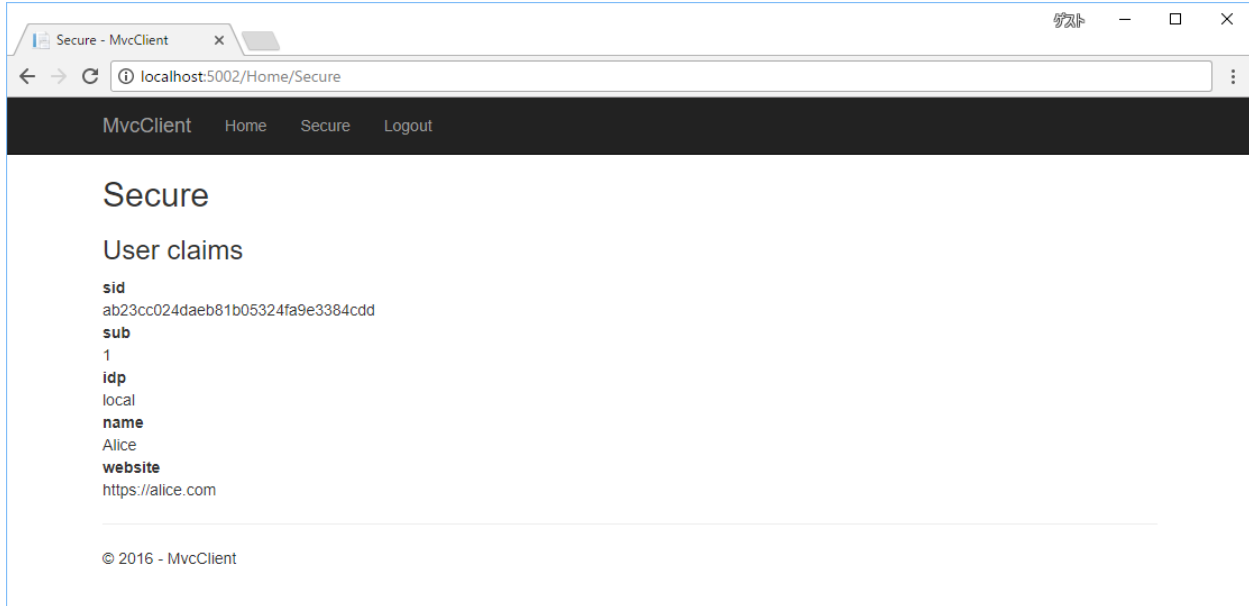 ゲスト
Secure - MvcClient
localhost:5002/Home/Secure
MvcClient Home Secure Logout
Secure
User claims
sid
ab23cc024daeb81b05324fa9e3384cdd
sub
1
idp
local
name
Alice
website
https://alice.com
© 2016 - MvcClient